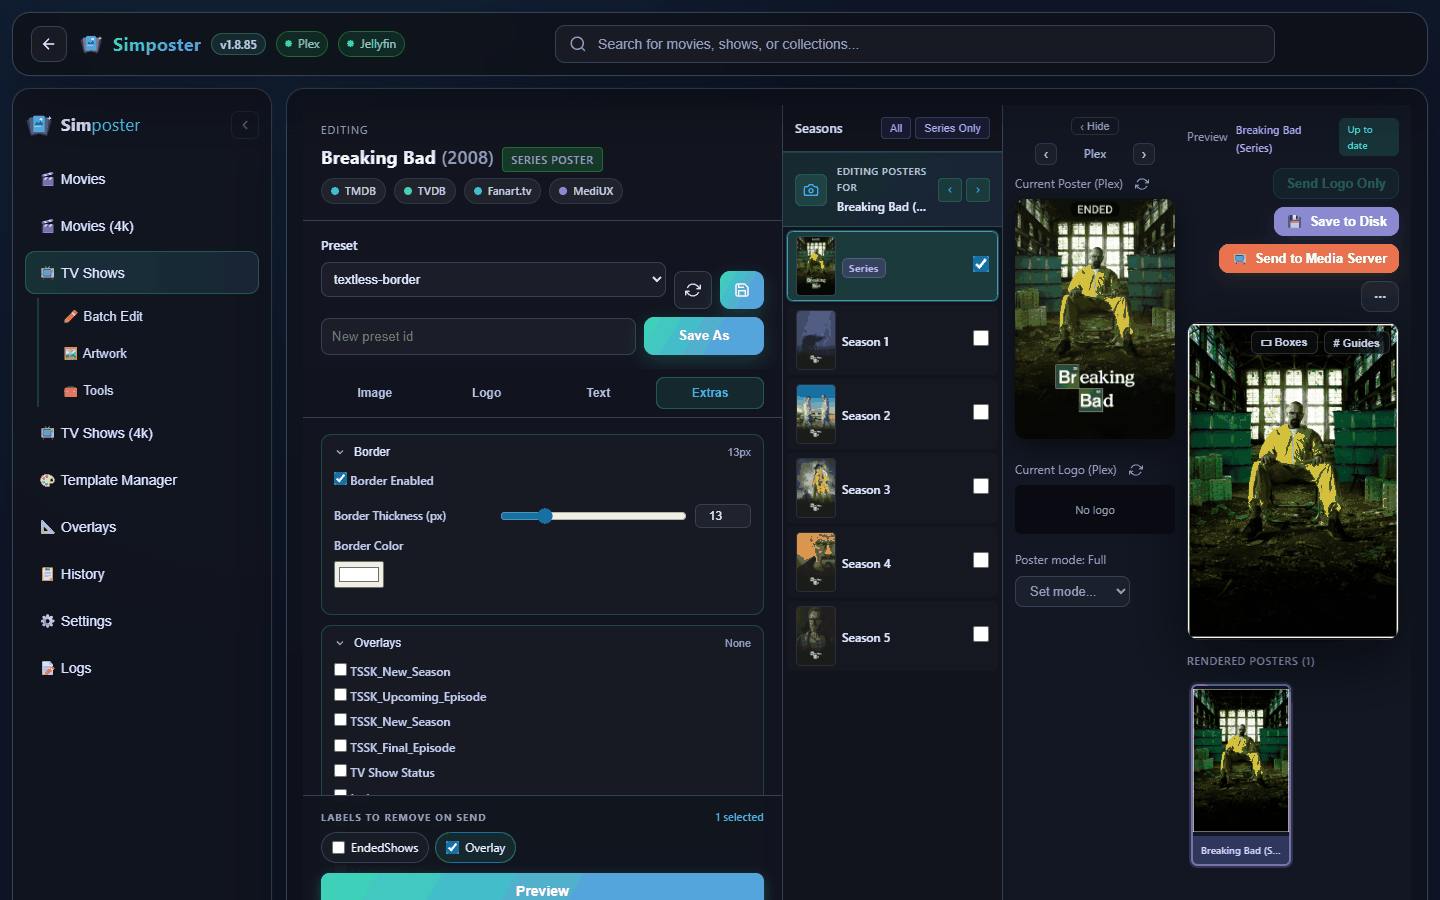 Simposter
v1.8.85
Plex
Jellyfin
Search for movies, shows, or collections...
Simposter
Movies
Movies (4k)
TV Shows
Batch Edit
Artwork
Tools
TV Shows (4k)
Template Manager
Overlays
History
Settings
Logs
EDITING
Breaking Bad (2008)
SERIES POSTER
TMDB
TVDB
Fanart.tv
MediUX
Preset
textless-border
New preset id
Save As
Image
Logo
Text
Extras
Border
13px
Border Enabled
Border Thickness (px)
13
Border Color
Overlays
None
TSSK_New_Season
TSSK_Upcoming_Episode
TSSK_New_Season
TSSK_Final_Episode
TV Show Status
LABELS TO REMOVE ON SEND
1 selected
EndedShows
Overlay
Preview
Seasons
All
Series Only
EDITING POSTERS
FOR
Breaking Bad (...
Series
Season 1
Season 2
Season 3
Season 4
Season 5
‹ Hide
‹
Plex
›
Current Poster (Plex)
ENDED
Breaking
Bad
Current Logo (Plex)
No logo
Poster mode: Full
Set mode...
Preview
Breaking Bad
(Series)
Up to
date
Send Logo Only
Save to Disk
Send to Media Server
---
Boxes
# Guides
RENDERED POSTERS (1)
Breaking Bad (S...